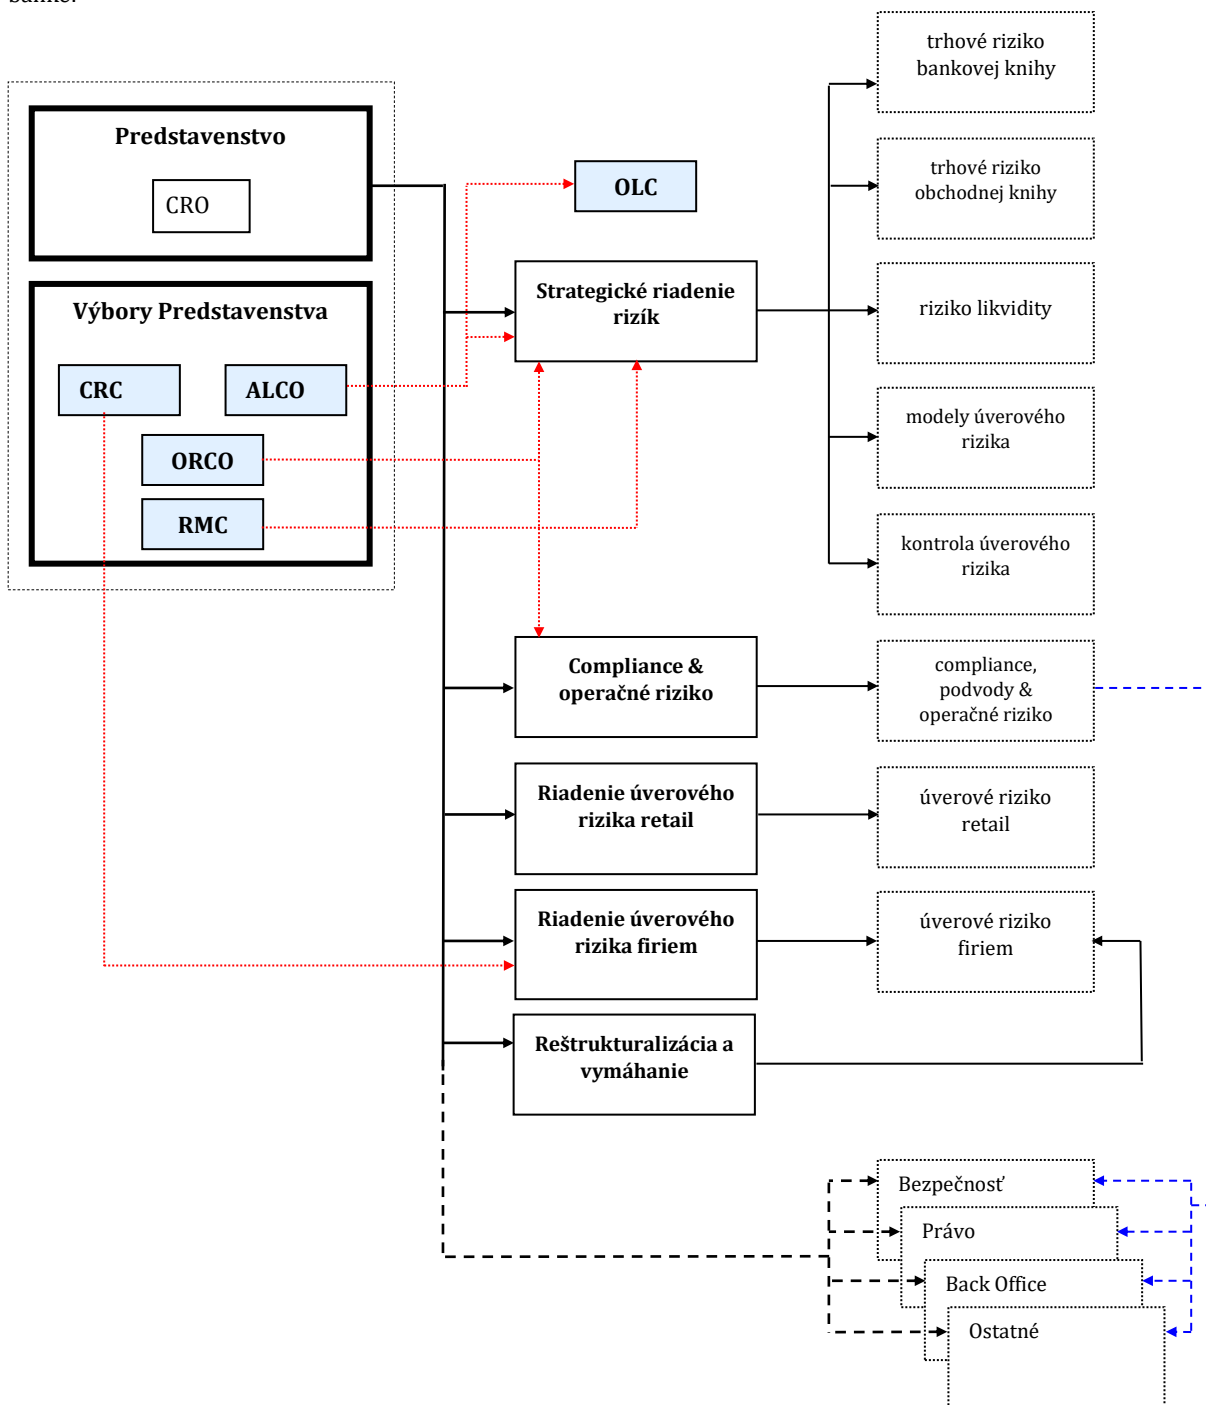 banke.
trhové riziko
bankovej knihy
Predstavenstvo
CRO
OLC
trhové riziko
obchodnej knihy
Výbory Predstavenstva
Strategické riadenie
rizík
riziko likvidity
CRC
ALCO
ORCO
RMC
modely úverového
rizika
kontrola úverového
rizika
Compliance &
operačné riziko
compliance,
podvody &
operačné riziko
Riadenie úverového
rizika retail
úverové riziko
retail
Riadenie úverového
rizika firiem
úverové riziko
firiem
Reštrukturalizácia a
vymáhanie
Bezpečnosť
Právo
Back Office
Ostatné